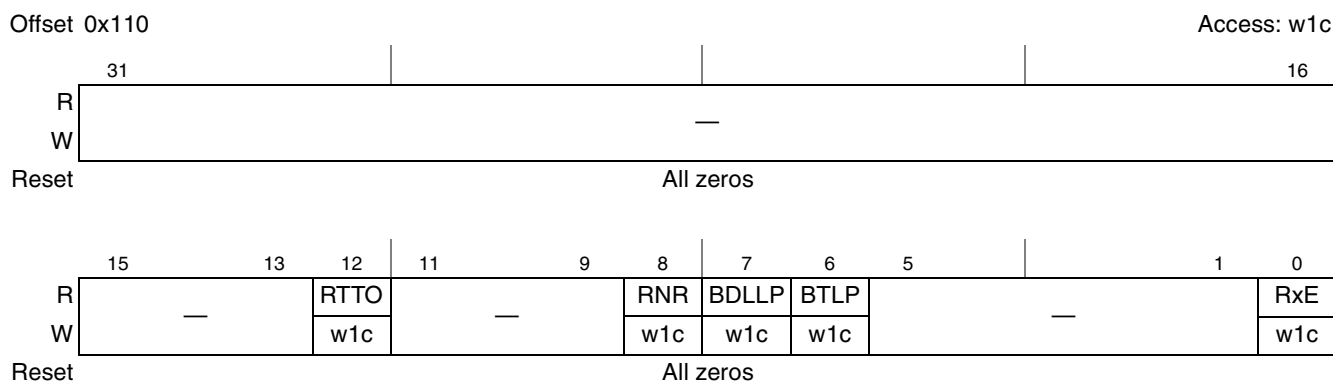 Offset 0x110 Access: w1c
31 16
R
—
W
Reset All zeros
15 13 12 11 9 8 7 6 5 1 0
R RTTO RNR BDLLP BTLP RxE
— — —
W w1c w1c w1c w1c w1c
Reset All zeros